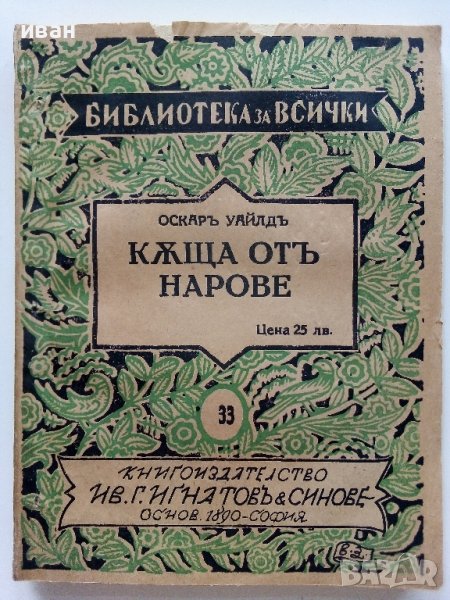 иван
БИБЛИОТЕКА ЗА ВСИЧКИ
ОСКАРЪ УАЙЛДЪ
КѪЩА ОТЪ
НАРОВЕ
Цена 25 лв.
33
КНИГОИЗДАТЕЛСТВО
ИВ. Г. ИГНАТОВЪ & СИНОВЕ
ОСНОВ. 1890-СОФИЯ
В.З.
BAZAR